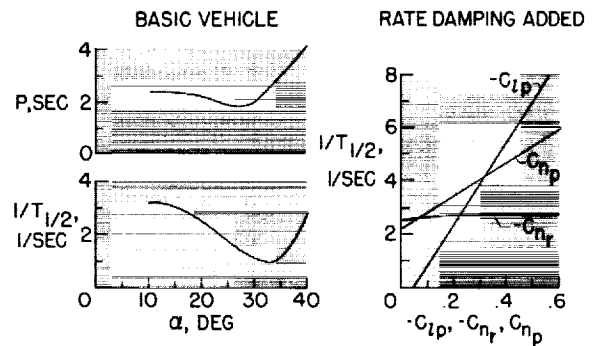 BASIC VEHICLE
RATE DAMPING ADDED
4
P, SEC
2
0
4
1/T1/2,
1/SEC
2
0
10
20
30
40
α, DEG
8
-Clp
6
1/T1/2,
1/SEC
Cnp
4
2
-Cnr
0
.2
.4
.6
-Clp, -Cnr, Cnp